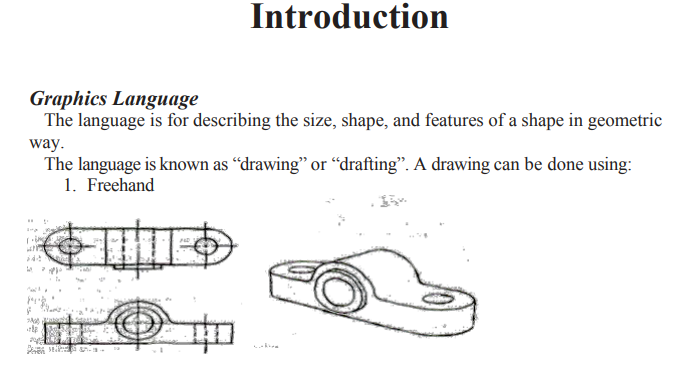 Introduction
Graphics Language
The language is for describing the size, shape, and features of a shape in geometric
way.
The language is known as “drawing” or “drafting”. A drawing can be done using:
1. Freehand